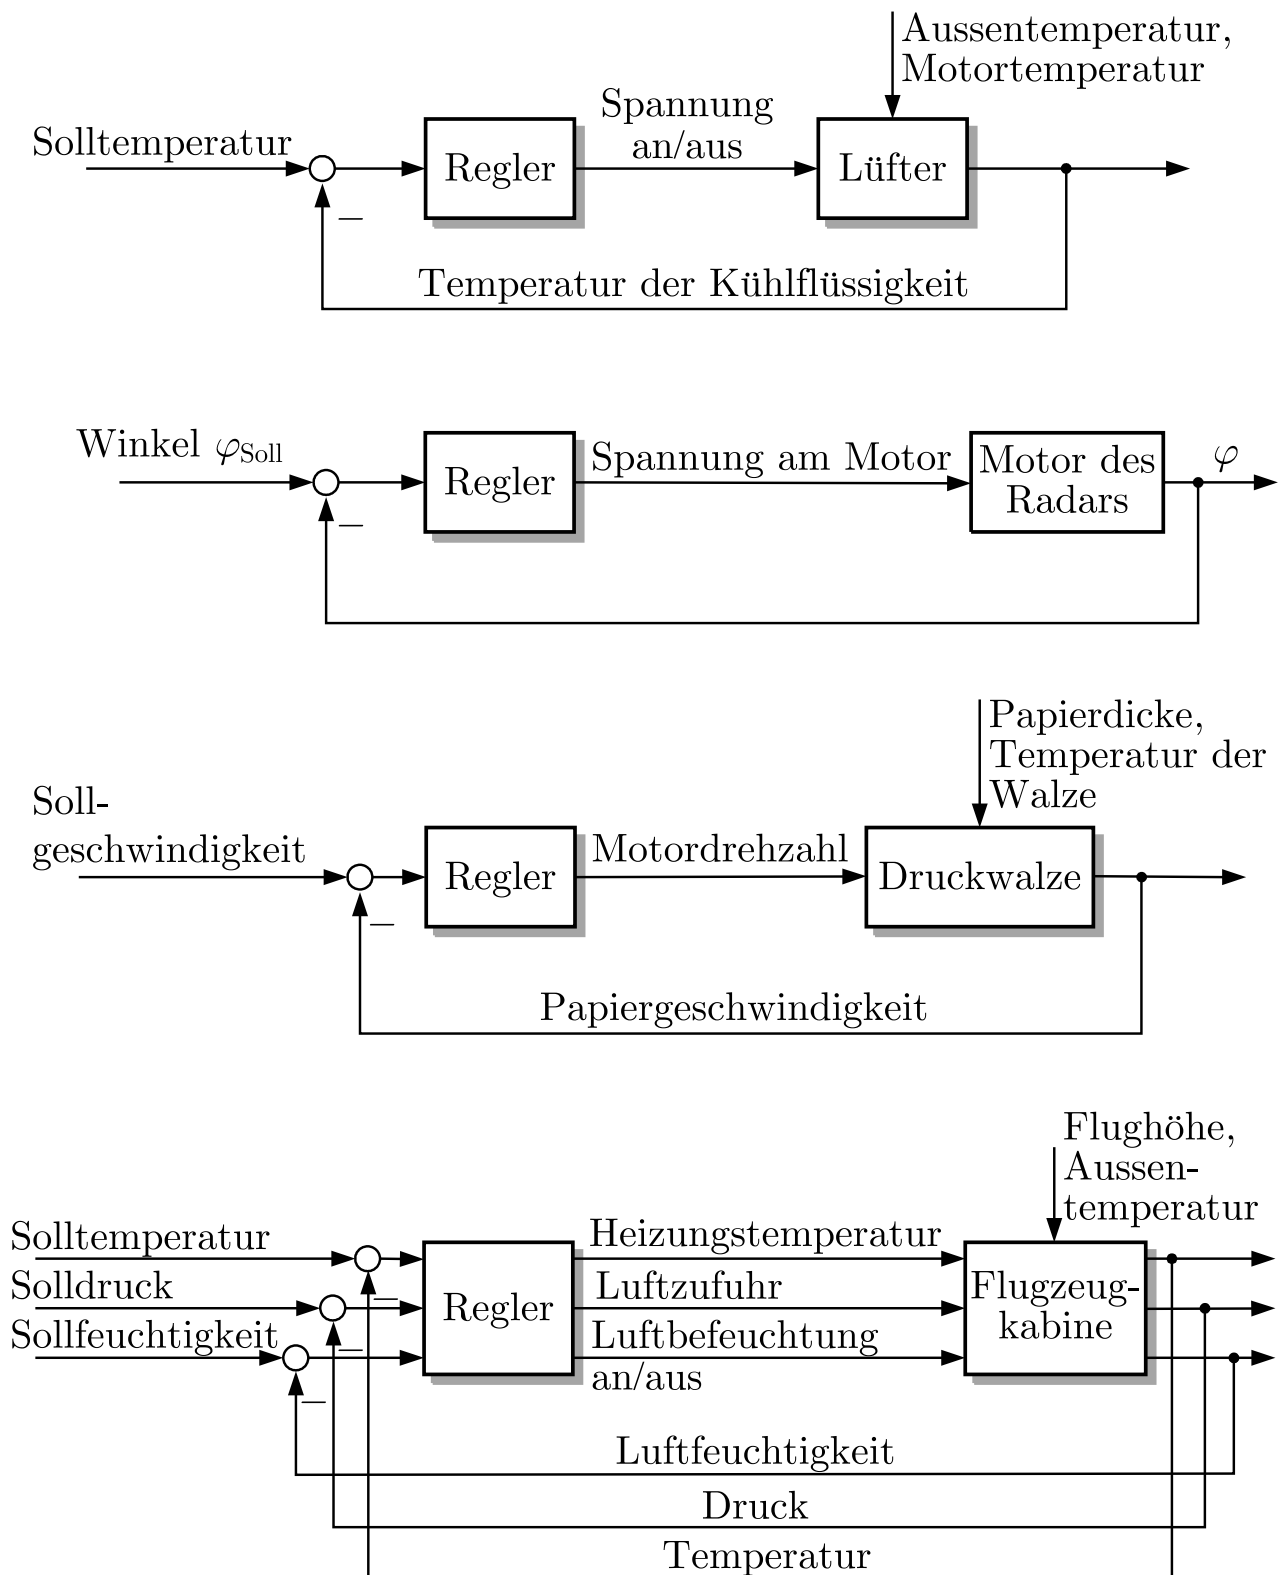 Aussentemperatur,
Motortemperatur
Spannung
an/aus
Solltemperatur
Regler
Lüfter
–
Temperatur der Kühlflüssigkeit
Winkel φSoll
Regler
Spannung am Motor
Motor des
Radars
φ
–
Papierdicke,
Temperatur der
Walze
Soll-
geschwindigkeit
Regler
Motordrehzahl
Druckwalze
–
Papiergeschwindigkeit
Flughöhe,
Aussen-
temperatur
Solltemperatur
Solldruck
Sollfeuchtigkeit
–
–
–
Regler
Heizungstemperatur
Luftzufuhr
Luftbefeuchtung
an/aus
Flugzeug-
kabine
Luftfeuchtigkeit
Druck
Temperatur